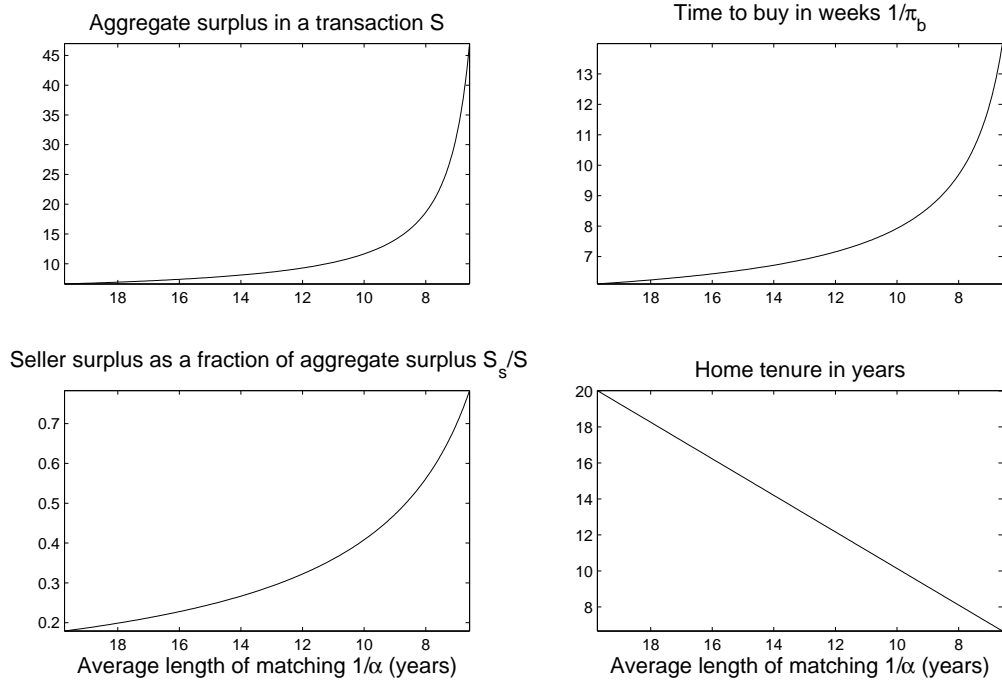 Aggregate surplus in a transaction S
45
40
35
30
25
20
15
10
18 16 14 12 10 8
Time to buy in weeks 1/π_b
13
12
11
10
9
8
7
18 16 14 12 10 8
Seller surplus as a fraction of aggregate surplus S_s/S
0.7
0.6
0.5
0.4
0.3
0.2
18 16 14 12 10 8
Average length of matching 1/α (years)
Home tenure in years
20
18
16
14
12
10
8
18 16 14 12 10 8
Average length of matching 1/α (years)